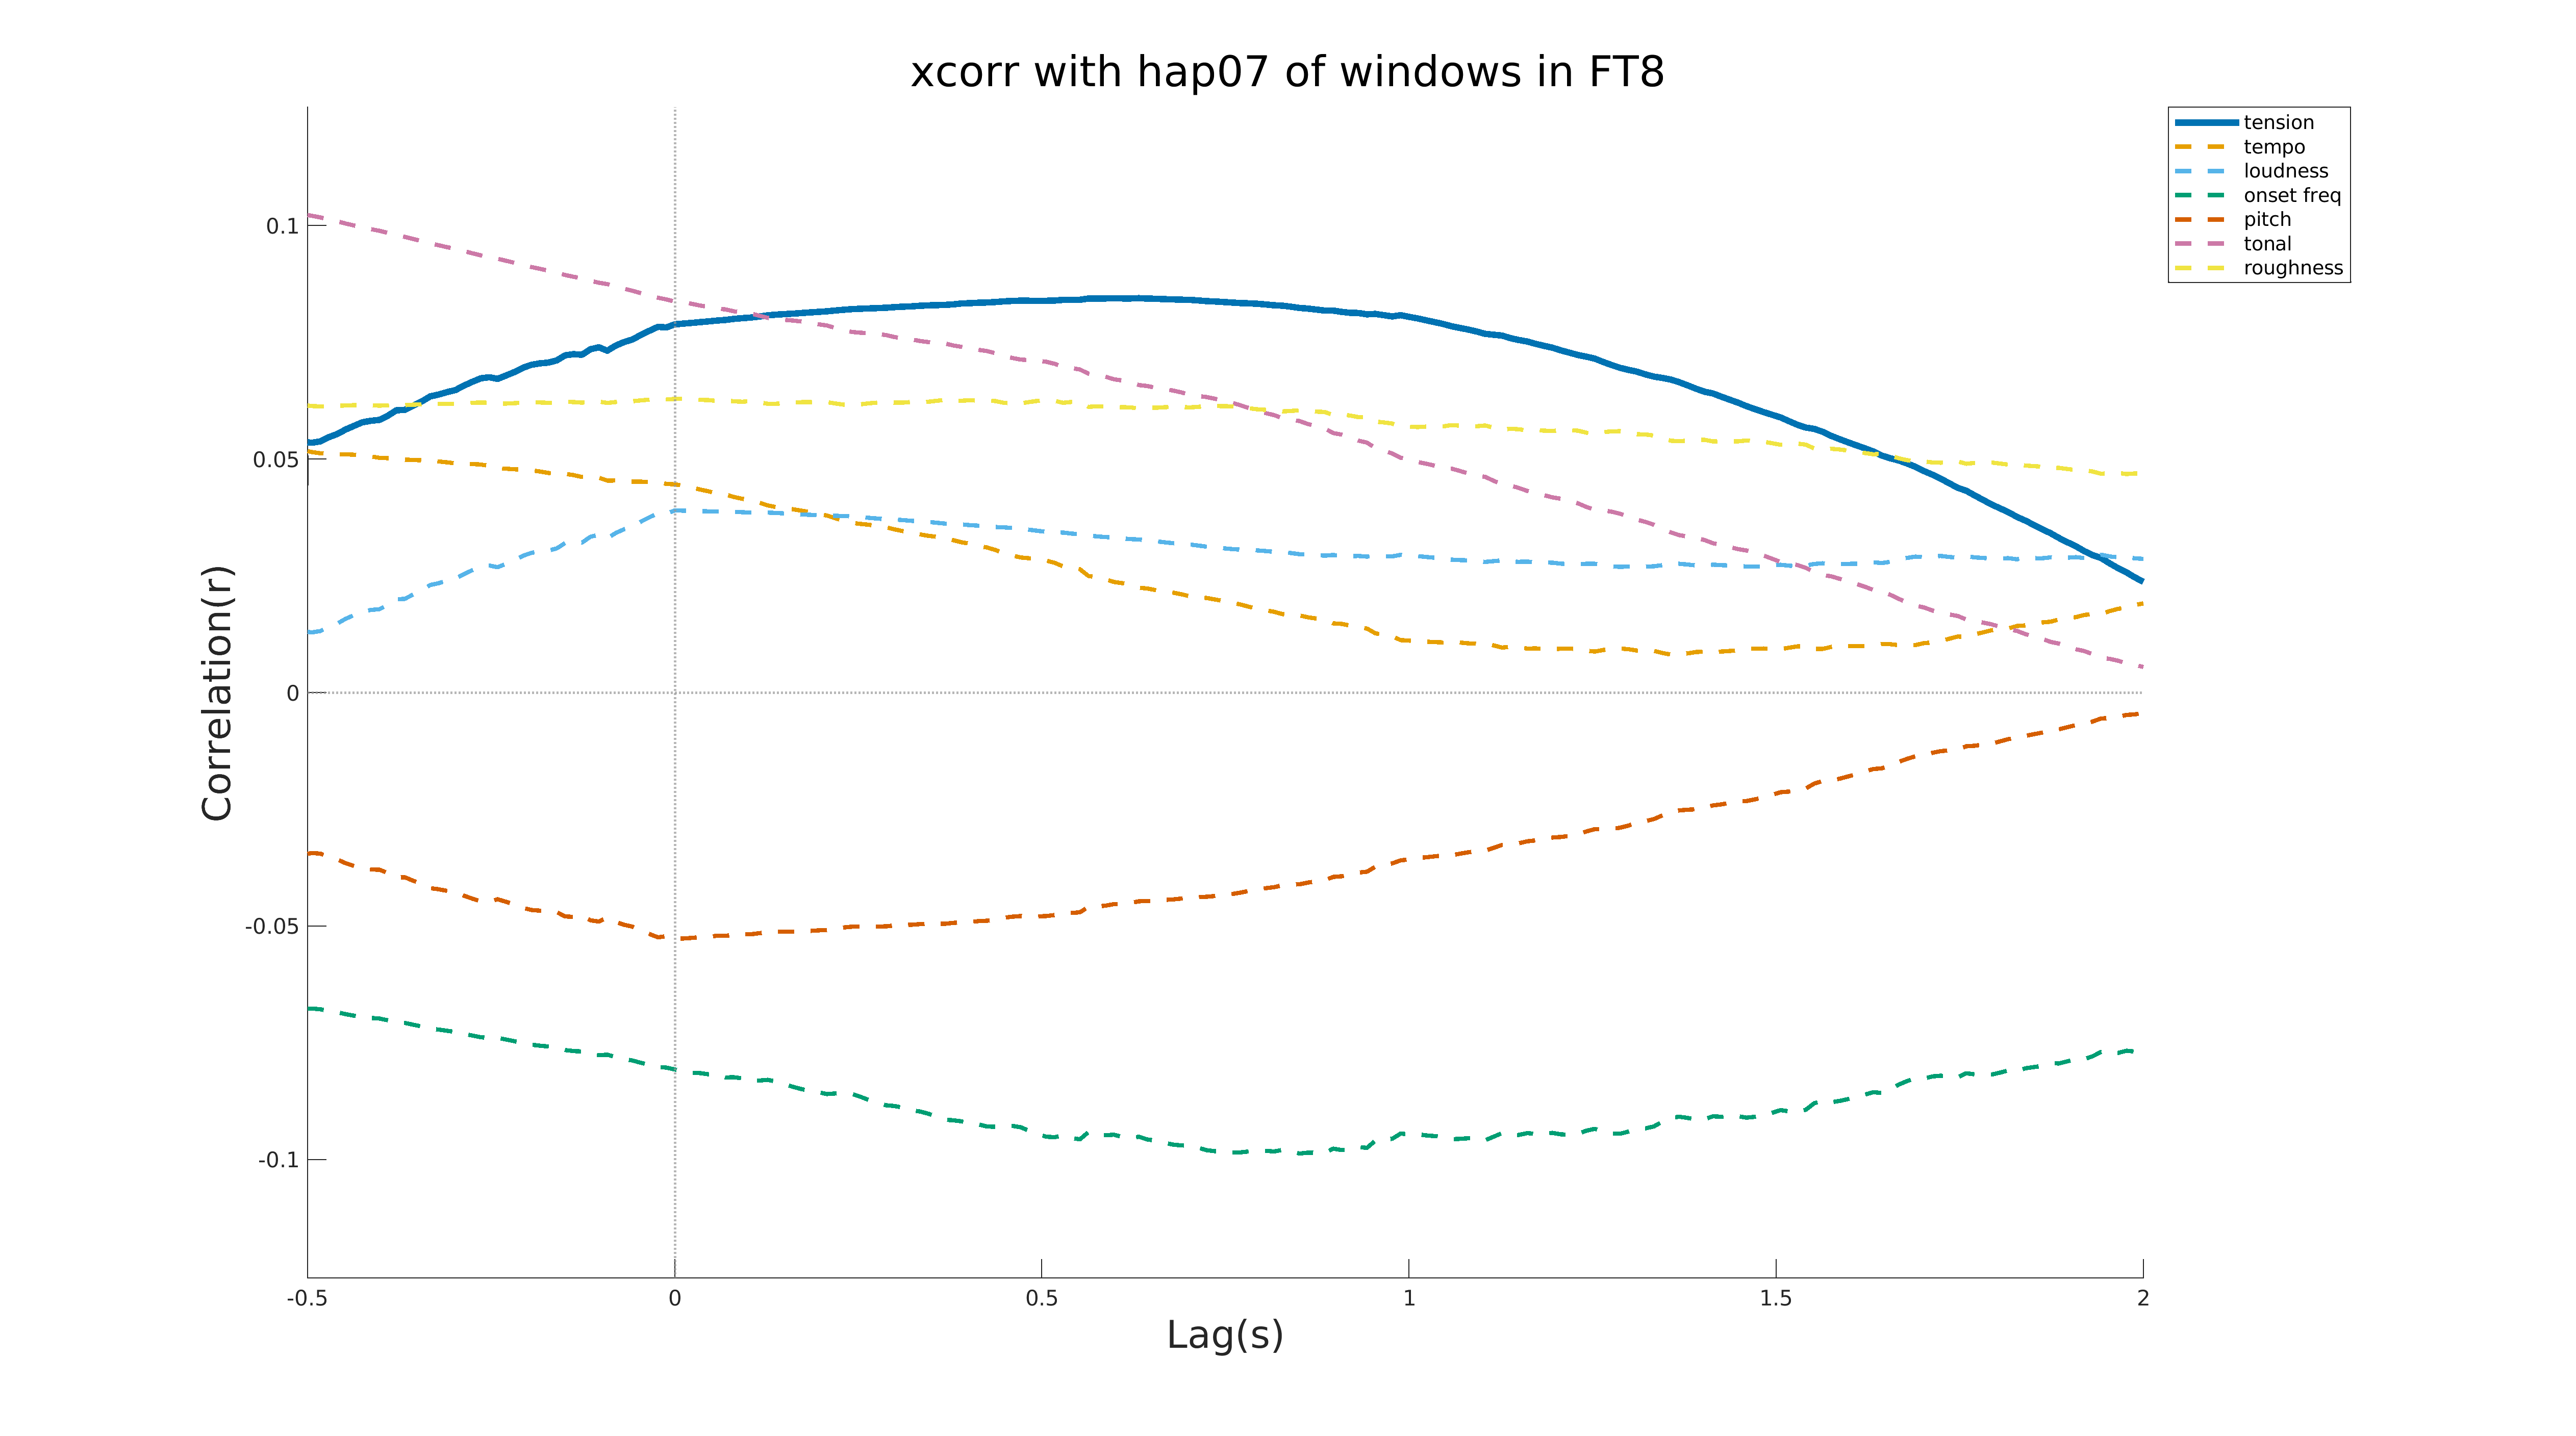 xcorr with hap07 of windows in FT8
tension
tempo
loudness
onset freq
pitch
tonal
roughness
0.1
0.05
0
-0.05
-0.1
Correlation(r)
-0.5
0
0.5
1
1.5
2
Lag(s)